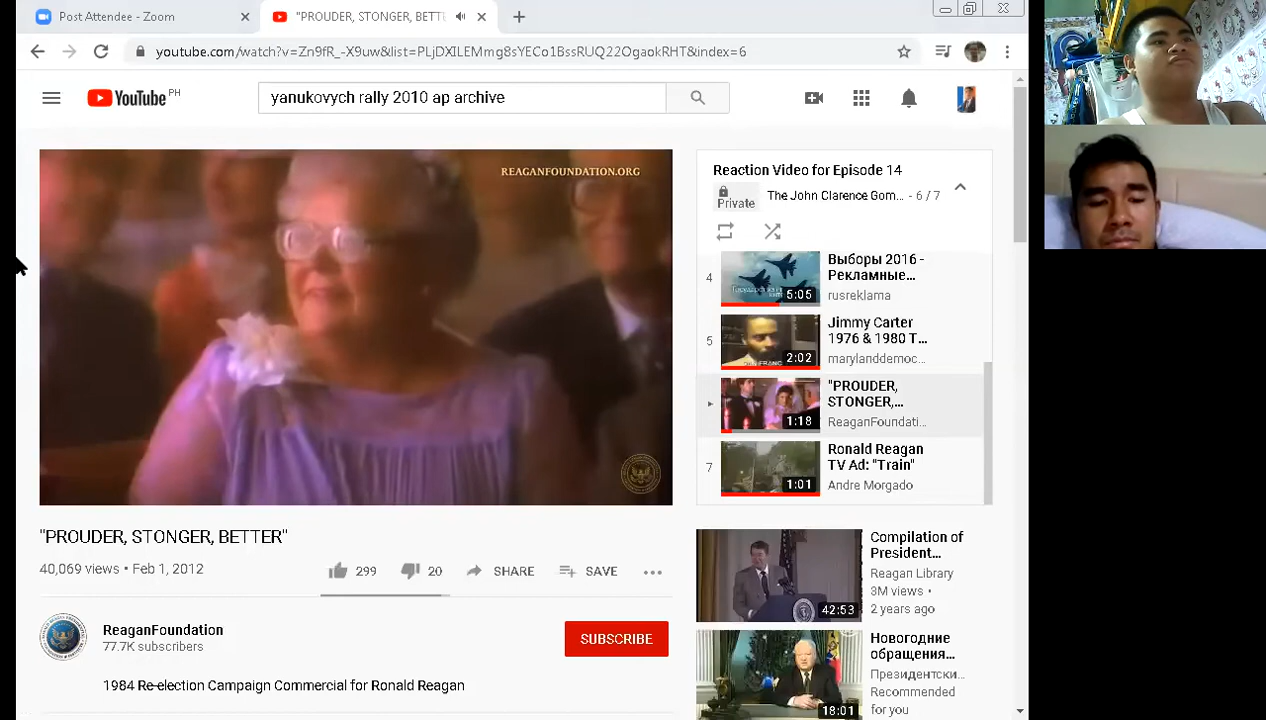 Post Attendee - Zoom
"PROUDER, STONGER, BETTE
youtube.com/watch?v=Zn9fR_-X9uw&list=PLjDXILEMmg8sYECo1BssRUQ22OgaokRHT&index=6
YouTube PH
yanukovych rally 2010 ap archive
REAGANFOUNDATION.ORG
Reaction Video for Episode 14
Private
The John Clarence Gom... - 6 / 7
4
Выборы 2016 -
Рекламные...
rusreklama
5:05
5
Jimmy Carter
1976 & 1980 T...
marylanddemoc...
2:02
"PROUDER,
STONGER,...
ReaganFoundati...
1:18
7
Ronald Reagan
TV Ad: "Train"
Andre Morgado
1:01
"PROUDER, STONGER, BETTER"
40,069 views • Feb 1, 2012
299
20
SHARE
SAVE
ReaganFoundation
77.7K subscribers
SUBSCRIBE
1984 Re-election Campaign Commercial for Ronald Reagan
Compilation of
President...
Reagan Library
3M views •
2 years ago
42:53
Новогодние
обращения...
Президентски...
Recommended
for you
18:01